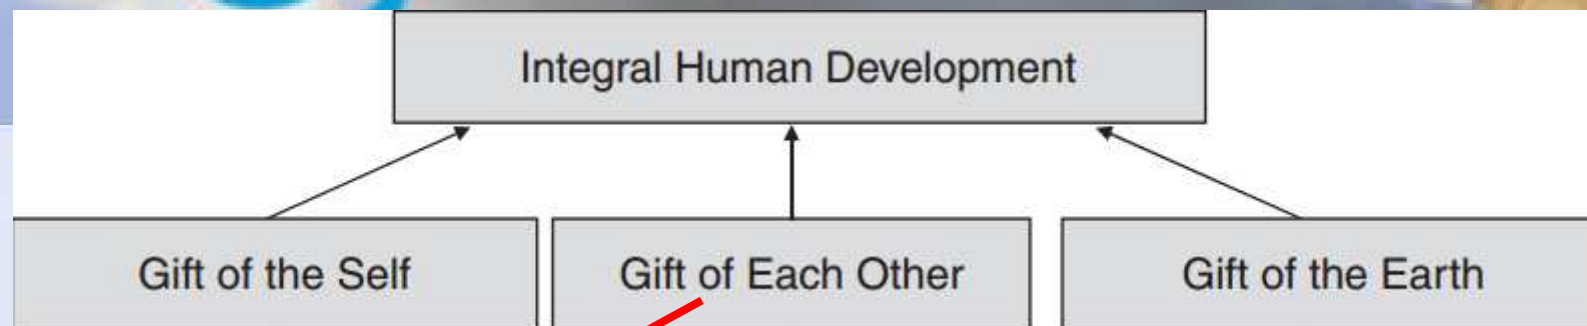 Integral Human Development
Gift of the Self
Gift of Each Other
Gift of the Earth